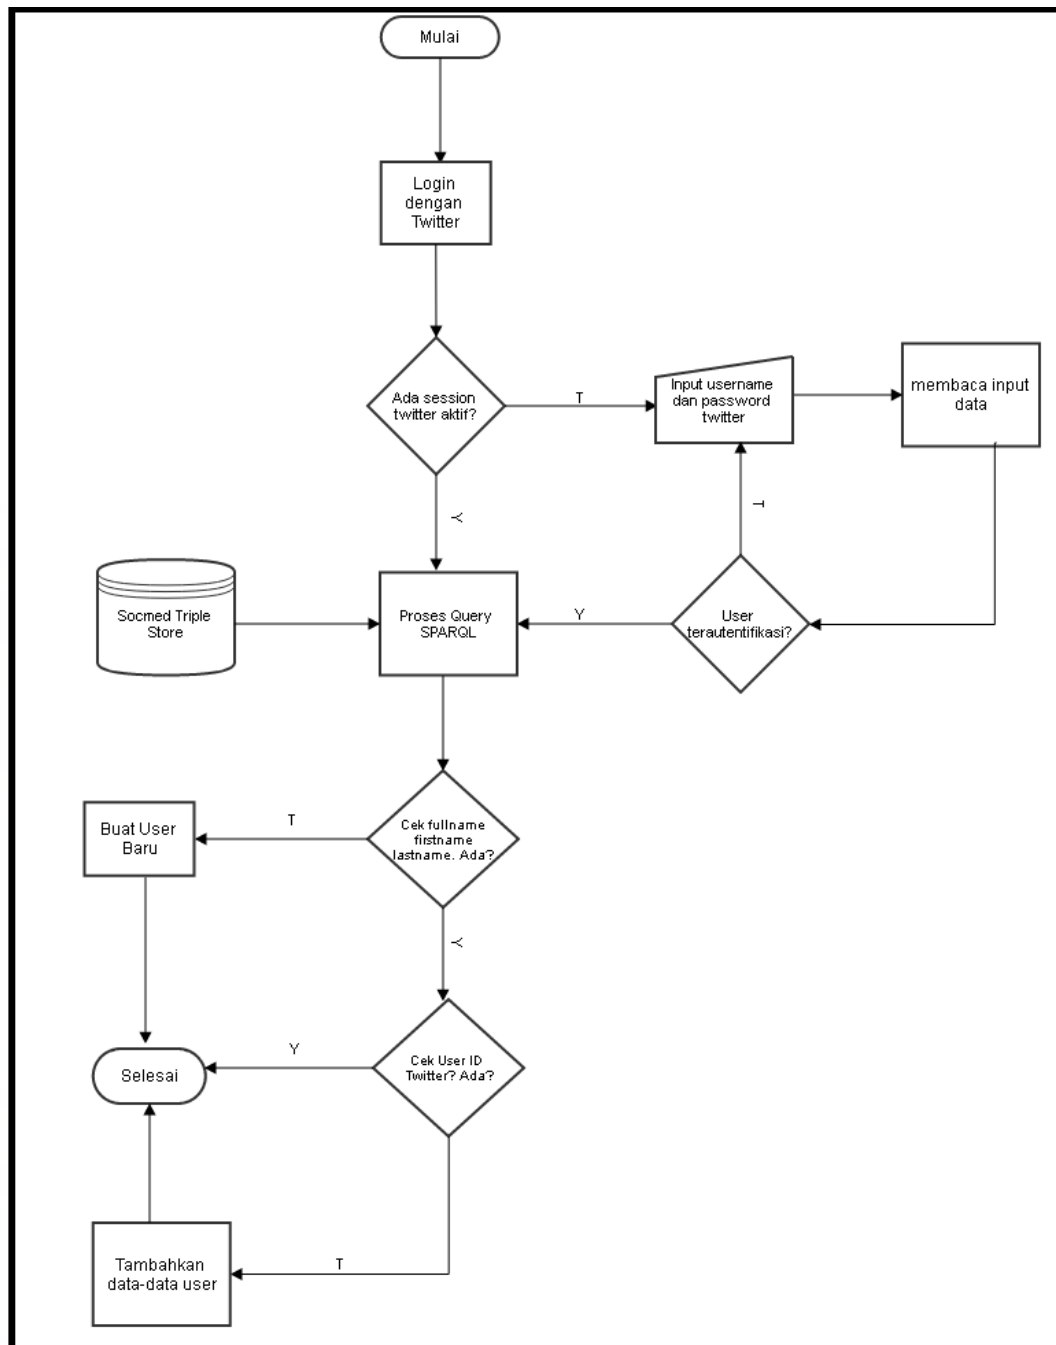 Mulai
Login
dengan
Twitter
Ada session
twitter aktif?
T
Input username
dan password
twitter
membaca input
data
Y
T
Socmed Triple
Store
Proses Query
SPARQL
Y
User
terautentifikasi?
Buat User
Baru
T
Cek fullname
firstname
lastname. Ada?
Y
Selesai
Y
Cek User ID
Twitter? Ada?
Tambahkan
data-data user
T